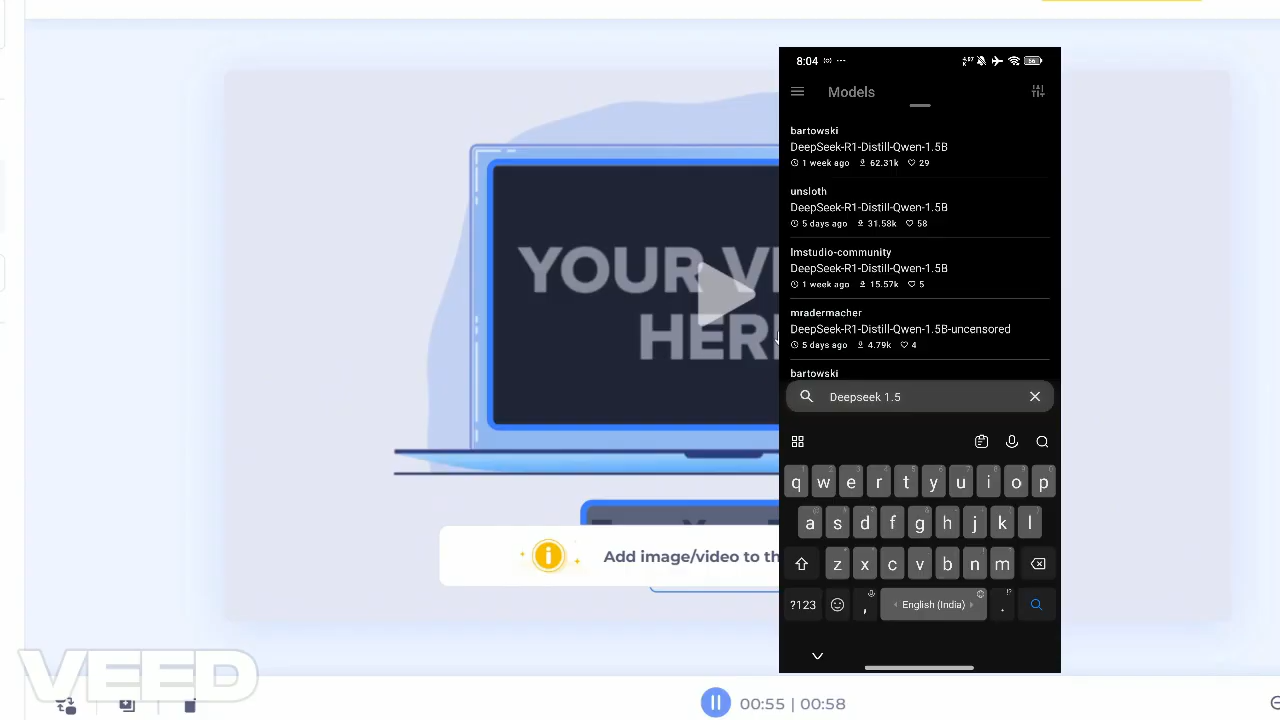 8:04
4.87
K
56
Models
bartowski
DeepSeek-R1-Distill-Qwen-1.5B
1 week ago 62.31k 29
unsloth
DeepSeek-R1-Distill-Qwen-1.5B
5 days ago 31.58k 58
lmstudio-community
DeepSeek-R1-Distill-Qwen-1.5B
1 week ago 15.57k 5
mradermacher
DeepSeek-R1-Distill-Qwen-1.5B-uncensored
5 days ago 4.79k 4
bartowski
Deepseek 1.5
q w e r t y u i o p
a s d f g h j k l
z x c v b n m
?123 , English (India) .
YOUR VI
HER
Add image/video to th
VEED
00:55 | 00:58